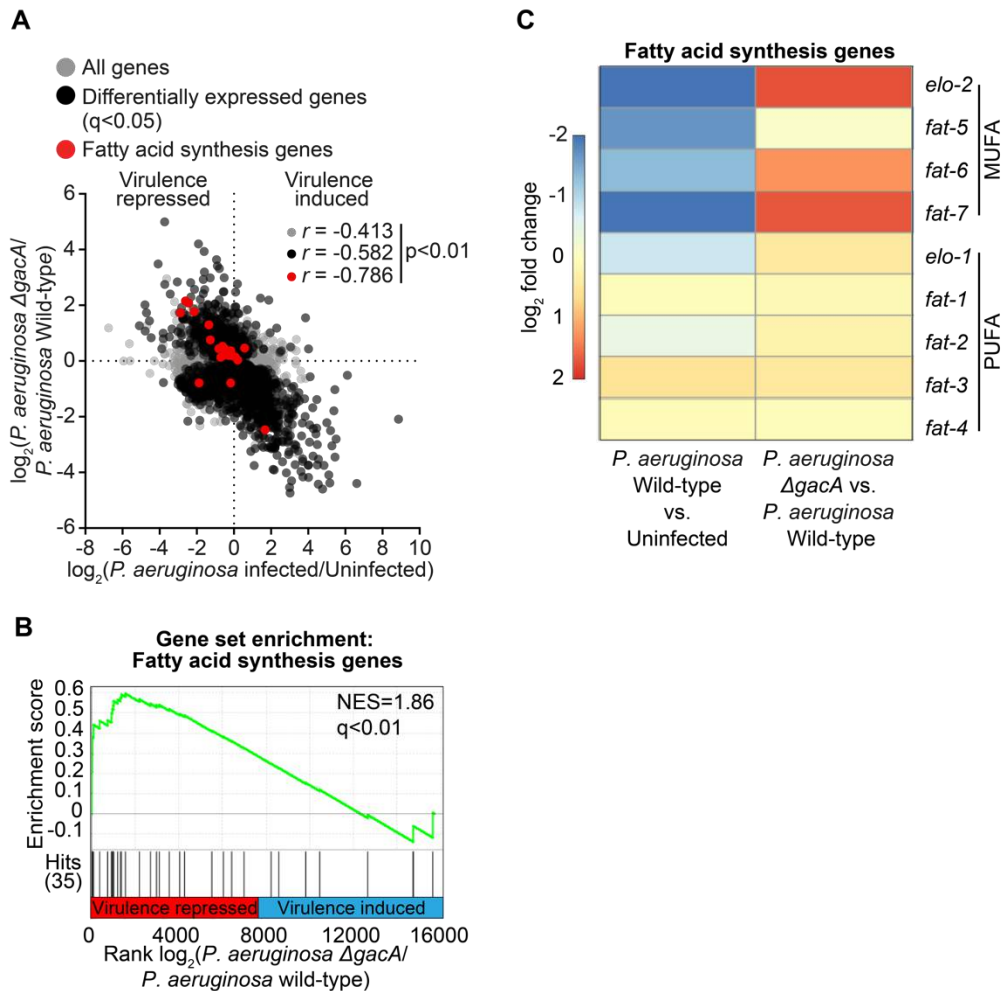 A
All genes
Differentially expressed genes
(q<0.05)
Fatty acid synthesis genes
Virulence
repressed
Virulence
induced
r = -0.413
r = -0.582
r = -0.786
p<0.01
6
4
2
0
-2
-4
-6
log2(P. aeruginosa ΔgacA/
P. aeruginosa Wild-type)
-8 -6 -4 -2 0 2 4 6 8 10
log2(P. aeruginosa infected/Uninfected)
B
Gene set enrichment:
Fatty acid synthesis genes
NES=1.86
q<0.01
Enrichment score
0.6
0.5
0.4
0.3
0.2
0.1
0
-0.1
Hits
(35)
Virulence repressed Virulence induced
0 4000 8000 12000 16000
Rank log2(P. aeruginosa ΔgacA/
P. aeruginosa wild-type)
C
Fatty acid synthesis genes
log2 fold change
-2
-1
0
1
2
elo-2
fat-5
fat-6
fat-7
elo-1
fat-1
fat-2
fat-3
fat-4
MUFA
PUFA
P. aeruginosa
Wild-type
vs.
Uninfected
P. aeruginosa
ΔgacA vs.
P. aeruginosa
Wild-type